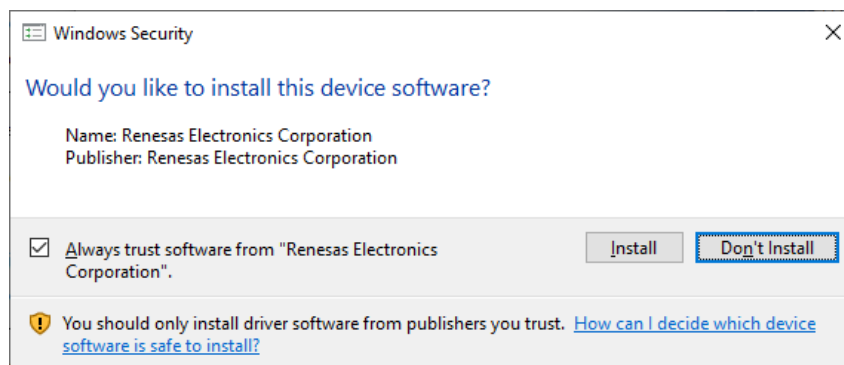 Windows Security
Would you like to install this device software?
Name: Renesas Electronics Corporation
Publisher: Renesas Electronics Corporation
Always trust software from "Renesas Electronics
Corporation".
Install
Don't Install
You should only install driver software from publishers you trust. How can I decide which device
software is safe to install?